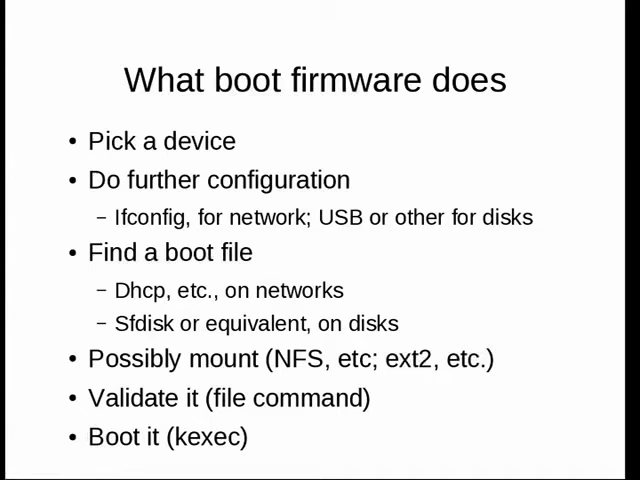 What boot firmware does
• Pick a device
• Do further configuration
– Ifconfig, for network; USB or other for disks
• Find a boot file
– Dhcp, etc., on networks
– Sfdisk or equivalent, on disks
• Possibly mount (NFS, etc; ext2, etc.)
• Validate it (file command)
• Boot it (kexec)